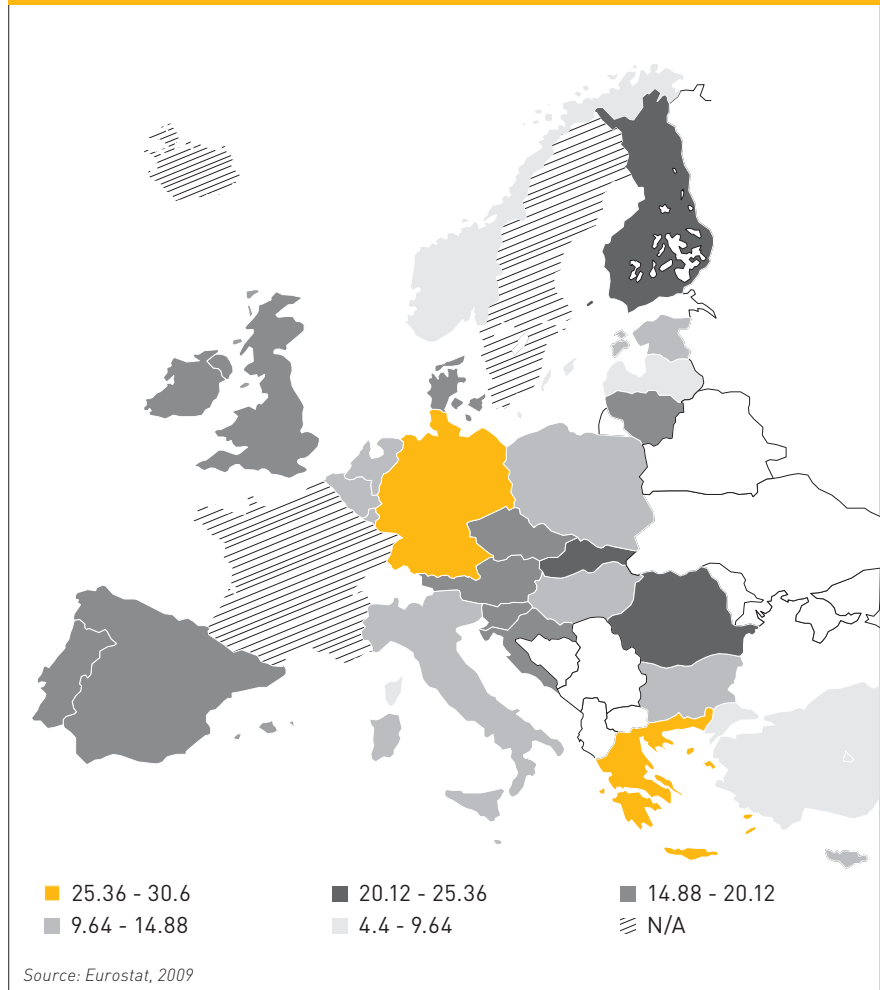 25.36 - 30.6
20.12 - 25.36
14.88 - 20.12
9.64 - 14.88
4.4 - 9.64
N/A
Source: Eurostat, 2009